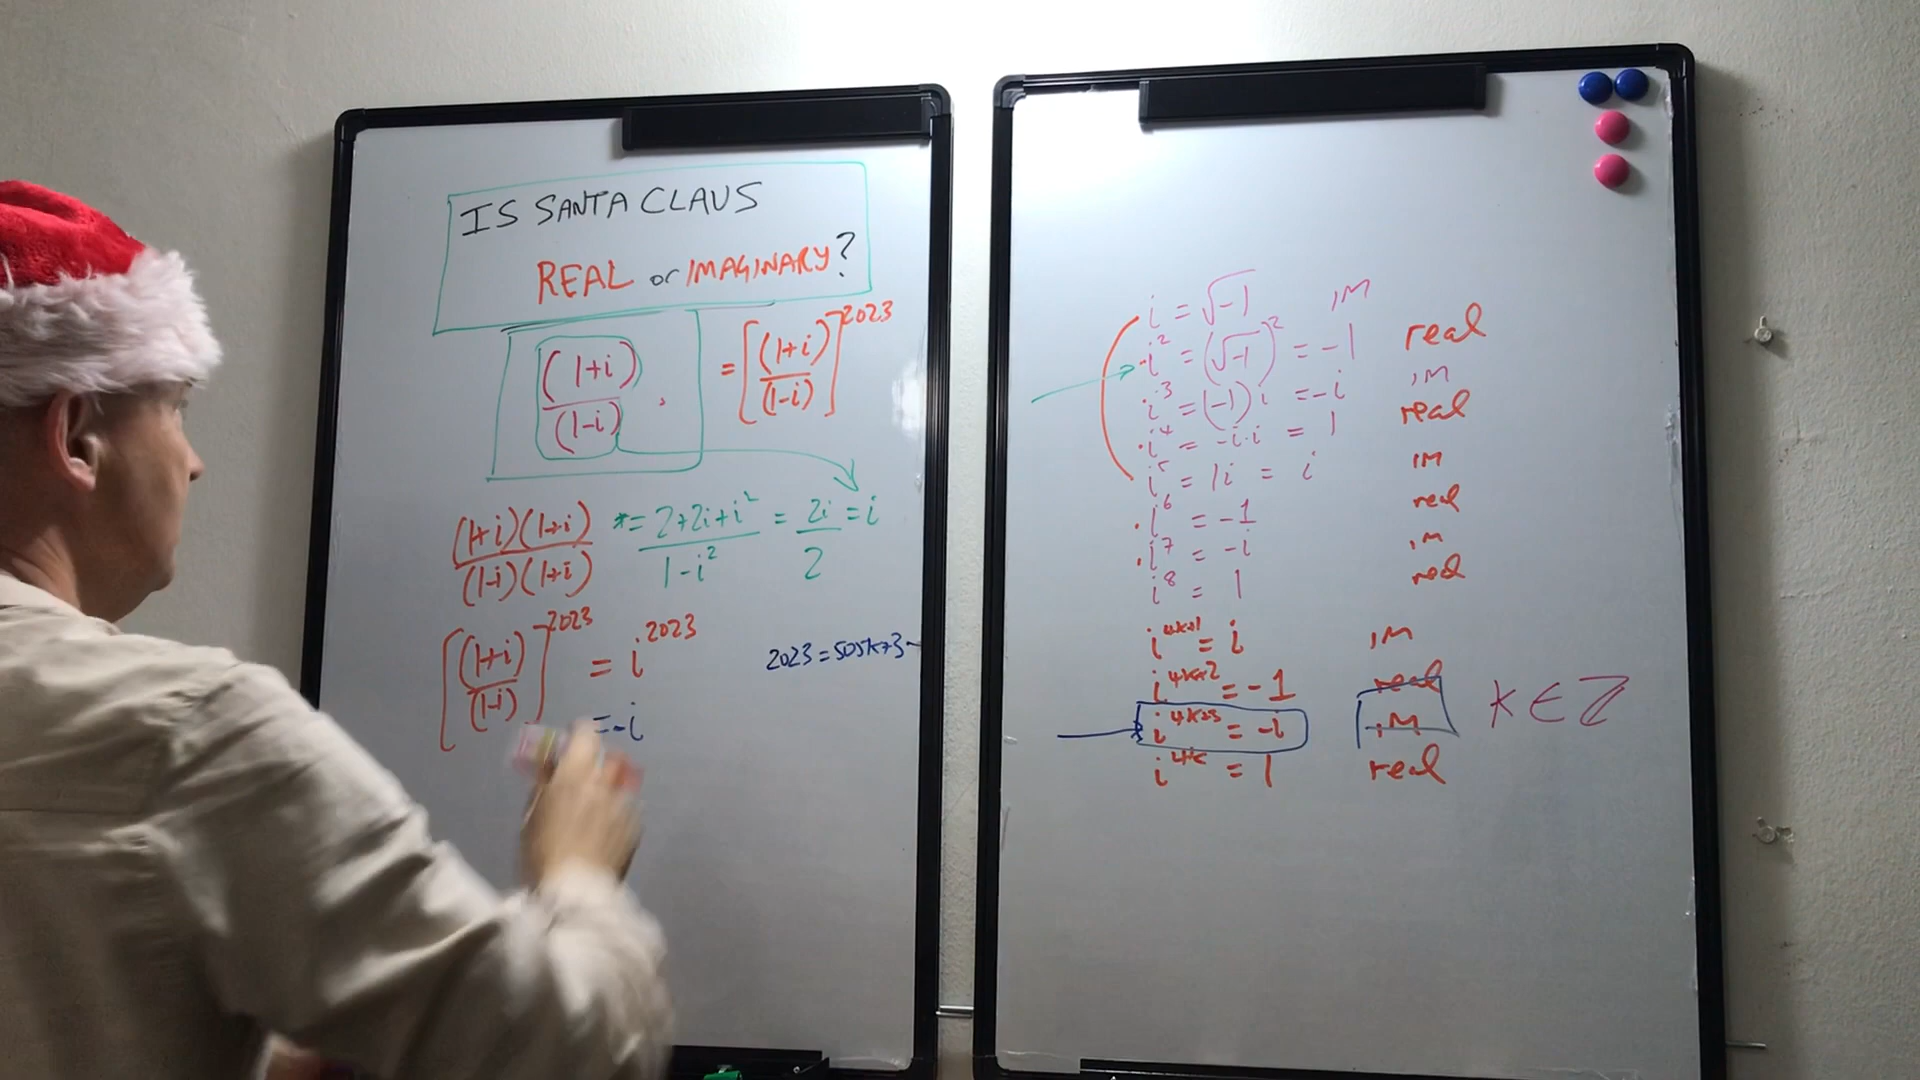 IS SANTA CLAUS
REAL or IMAGINARY?
(1+i)/(1-i) = [(1+i)/(1-i)]^2023
(1+i)(1+i)/(1-i)(1+i) *= 2+2i+i²/1-i² = 2i/2 = i
[(1+i)/(1-i)]^2023 = i^2023
2023=505K+3
=-i
i = √-1 im
i² = (√-1)² = -1 real
i³ = (-1)i = -i im
i⁴ = -i·i = 1 real
i⁵ = 1i = i im
i⁶ = -1 real
i⁷ = -i im
i⁸ = 1 real
i^4K+1 = i im
i^4K+2 = -1 real
i^4K+3 = -i im
K ∈ ℤ
i^4K = 1 real